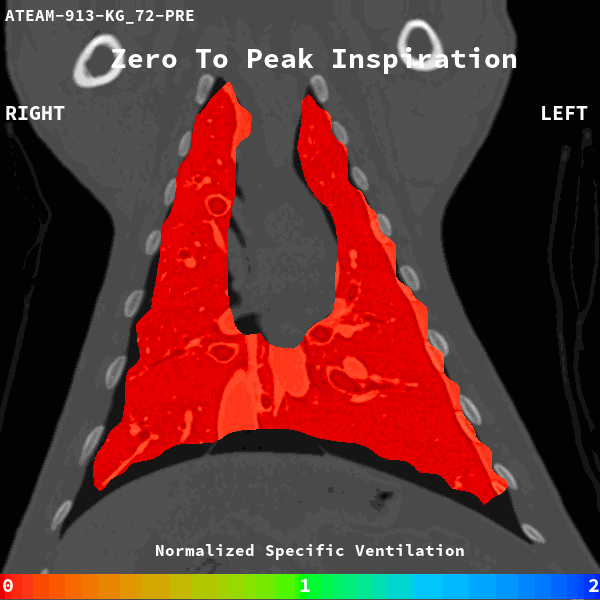 ATEAM-913-KG_72-PRE
Zero To Peak Inspiration
RIGHT
LEFT
Normalized Specific Ventilation
0 1 2